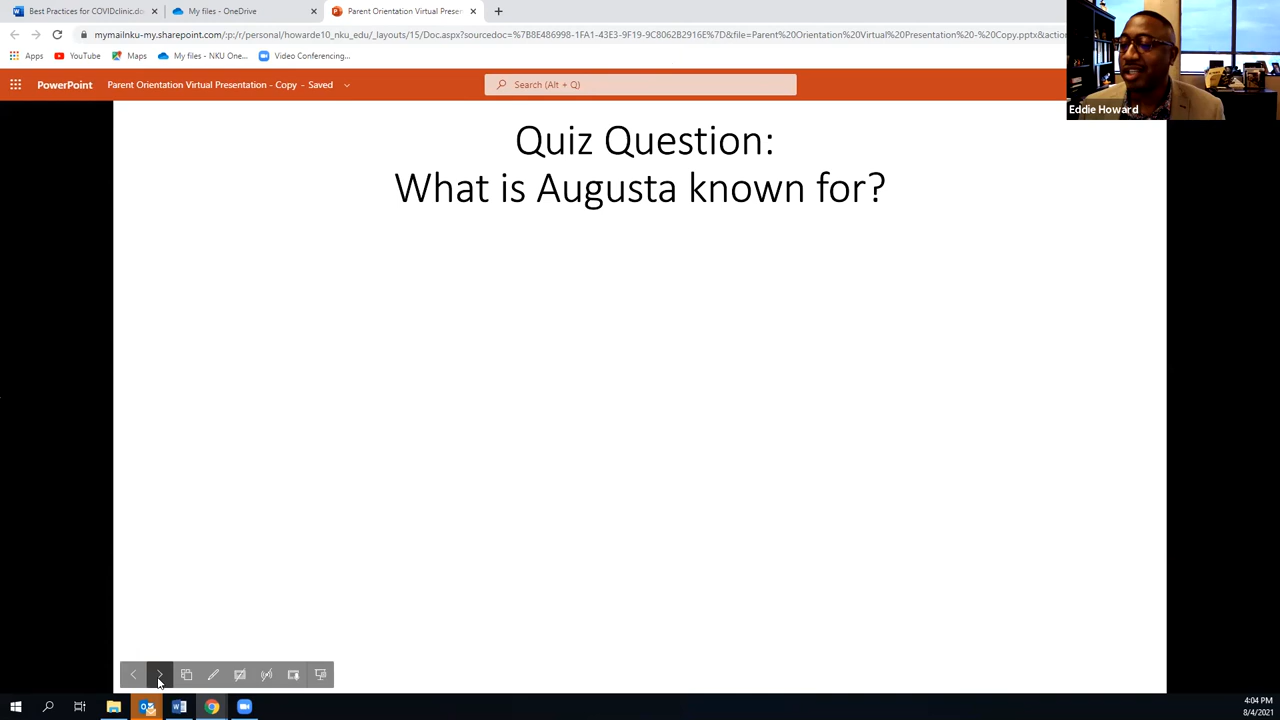 Best Practices for COVIDclinic.do
My files - OneDrive
Parent Orientation Virtual Preser
mymailnku-my.sharepoint.com/:p:/r/personal/howarde10_nku_edu/_layouts/15/Doc.aspx?sourcedoc=%7B8E486998-1FA1-43E3-9F19-9C8062B2916E%7D&file=Parent%20Orientation%20Virtual%20Presentation%20-%20Copy.pptx&actio
Apps
YouTube
Maps
My files - NKU One...
Video Conferencing...
PowerPoint
Parent Orientation Virtual Presentation - Copy - Saved
Search (Alt + Q)
Eddie Howard
Quiz Question:
What is Augusta known for?
4:04 PM
8/4/2021